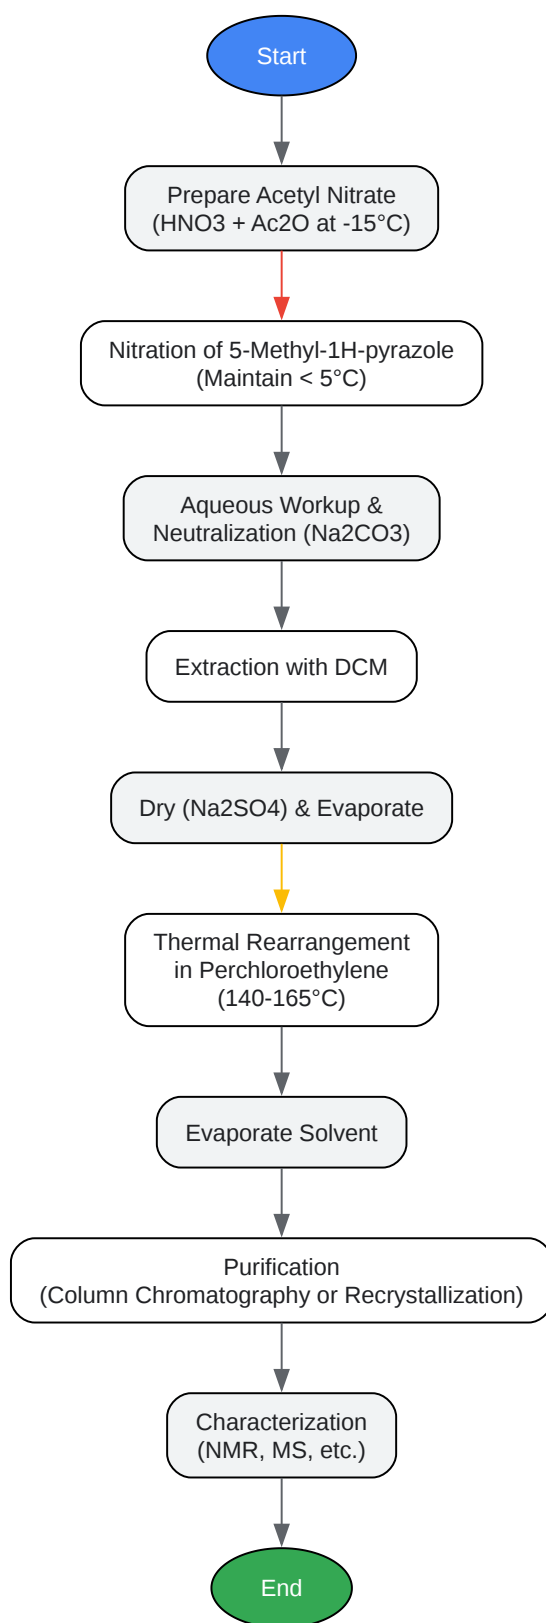 Start
Prepare Acetyl Nitrate
(HNO3 + Ac2O at -15°C)
Nitration of 5-Methyl-1H-pyrazole
(Maintain < 5°C)
Aqueous Workup &
Neutralization (Na2CO3)
Extraction with DCM
Dry (Na2SO4) & Evaporate
Thermal Rearrangement
in Perchloroethylene
(140-165°C)
Evaporate Solvent
Purification
(Column Chromatography or Recrystallization)
Characterization
(NMR, MS, etc.)
End